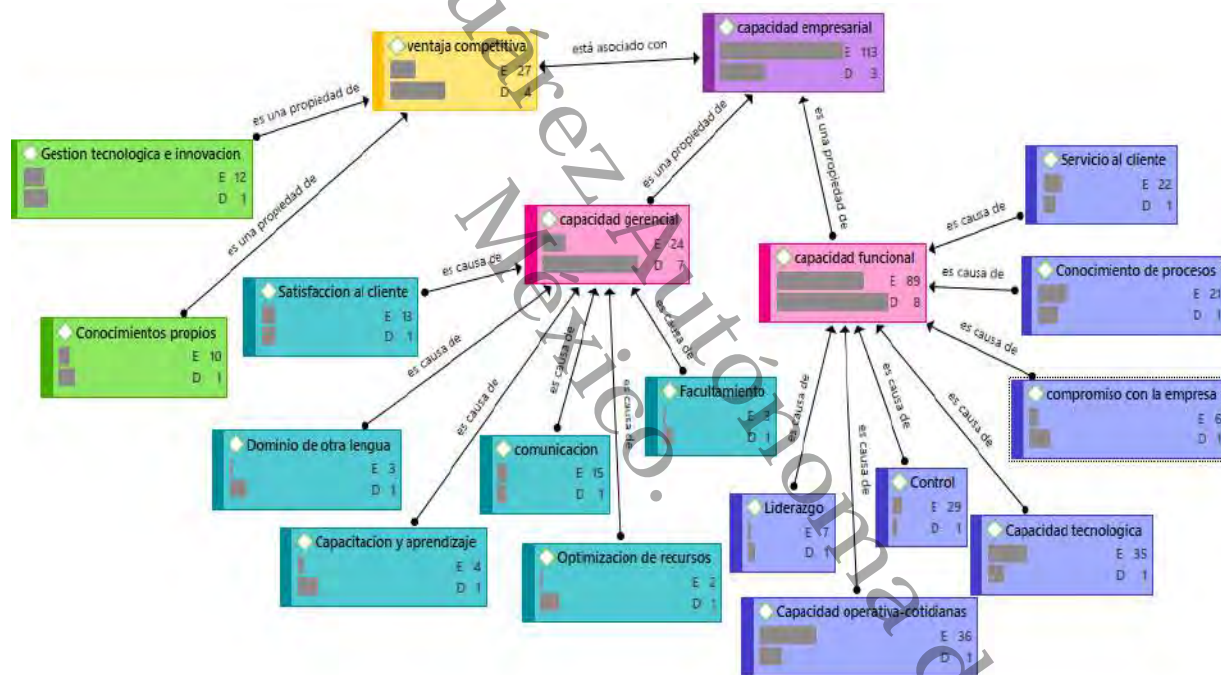 ventaja competitiva
E 27
D 4
está asociado con
capacidad empresarial
E 113
D 3
es una propiedad de
es una propiedad de
es una propiedad de
es una propiedad de
Gestion tecnologica e innovacion
E 12
D 1
Conocimientos propios
E 10
D 1
capacidad gerencial
E 24
D 7
capacidad funcional
E 89
D 8
Servicio al cliente
E 22
D 1
es causa de
Conocimiento de procesos
E 21
es causa de
compromiso con la empresa
E 6
es causa de
Satisfaccion al cliente
E 13
D 1
es causa de
Dominio de otra lengua
E 3
D 1
es causa de
Capacitacion y aprendizaje
E 4
D 1
es causa de
comunicacion
E 15
D 1
es causa de
Optimizacion de recursos
E 2
D 1
es causa de
Facultamiento
E 3
D 1
es causa de
Liderazgo
E 7
D 1
es causa de
Control
E 29
D 1
es causa de
Capacidad tecnologica
E 35
D 1
es causa de
Capacidad operativa-cotidianas
E 36
D 1
es causa de
Autónoma d
México.